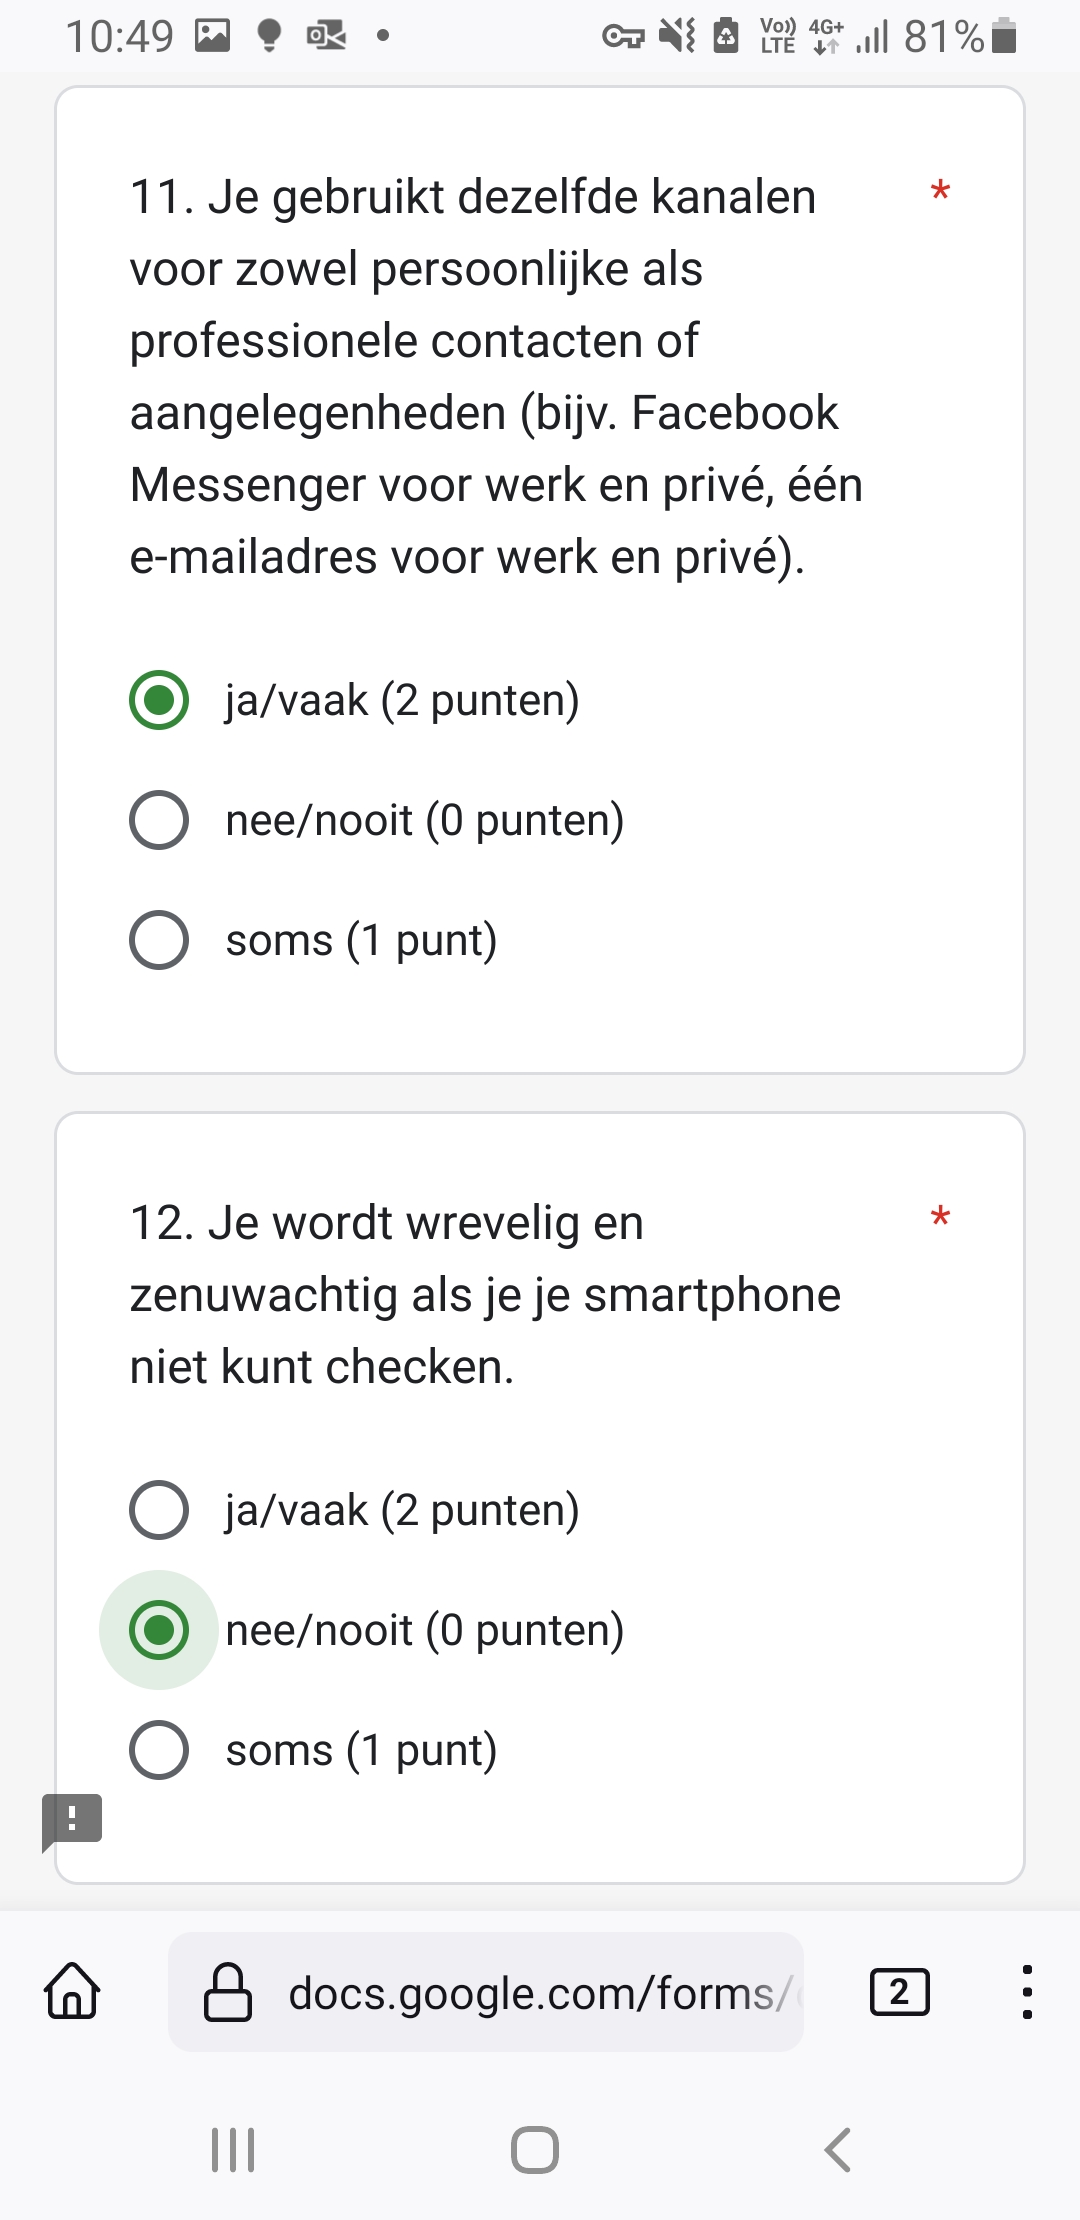 10:49
Vo)) LTE 4G+ 81%
11. Je gebruikt dezelfde kanalen *
voor zowel persoonlijke als
professionele contacten of
aangelegenheden (bijv. Facebook
Messenger voor werk en privé, één
e-mailadres voor werk en privé).
ja/vaak (2 punten)
nee/nooit (0 punten)
soms (1 punt)
12. Je wordt wrevelig en *
zenuwachtig als je je smartphone
niet kunt checken.
ja/vaak (2 punten)
nee/nooit (0 punten)
soms (1 punt)
docs.google.com/forms/
2